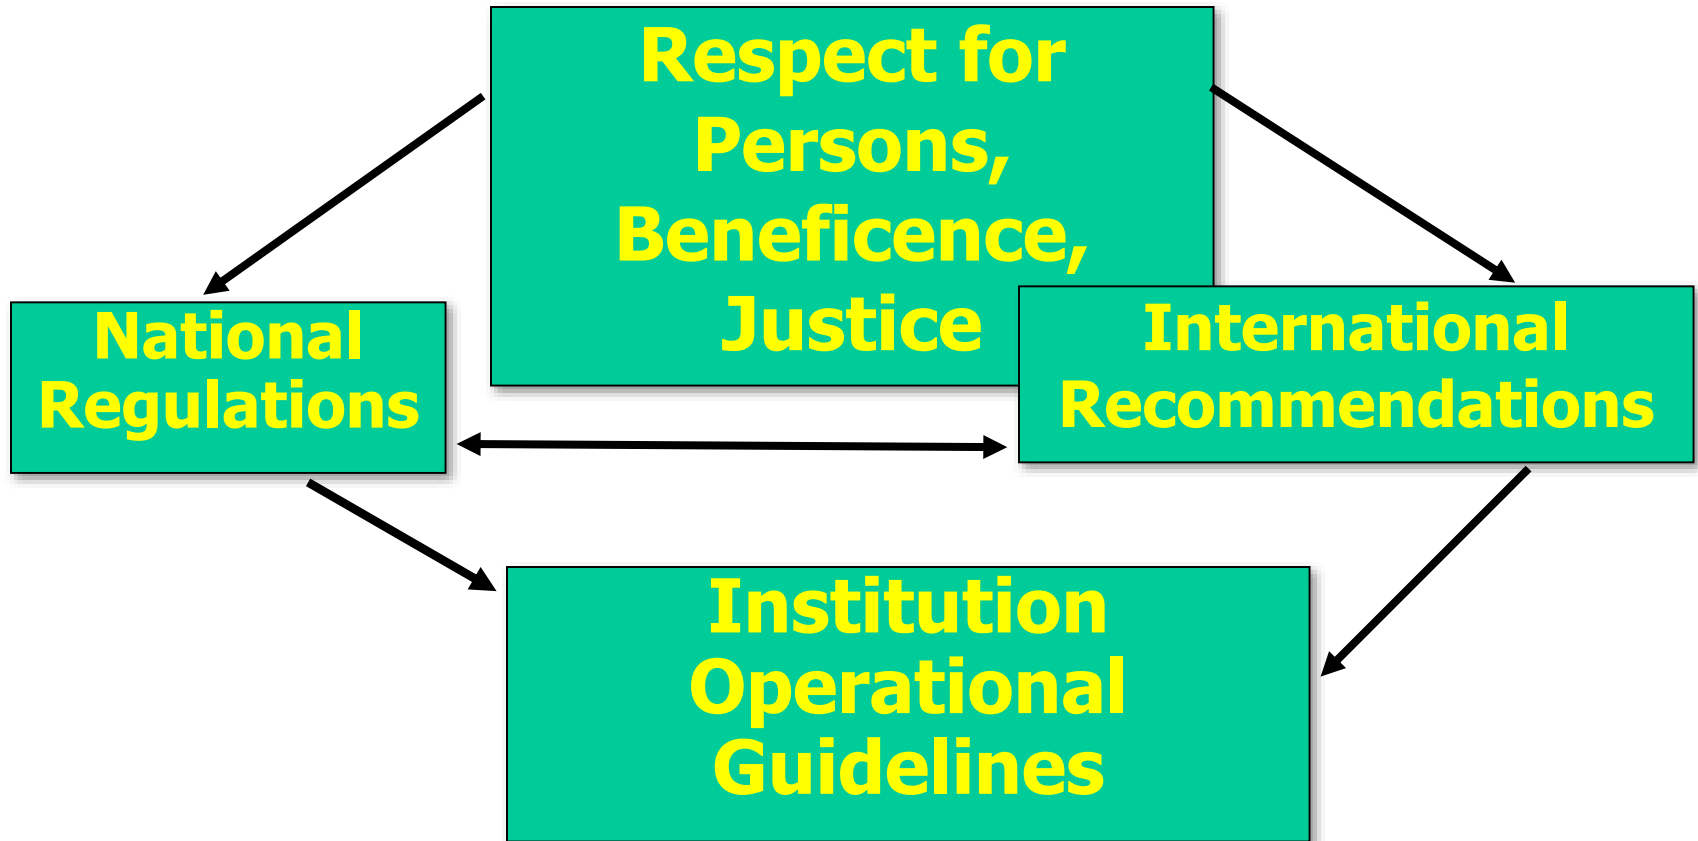 Respect for
Persons,
Beneficence,
Justice
National
Regulations
International
Recommendations
Institution
Operational
Guidelines